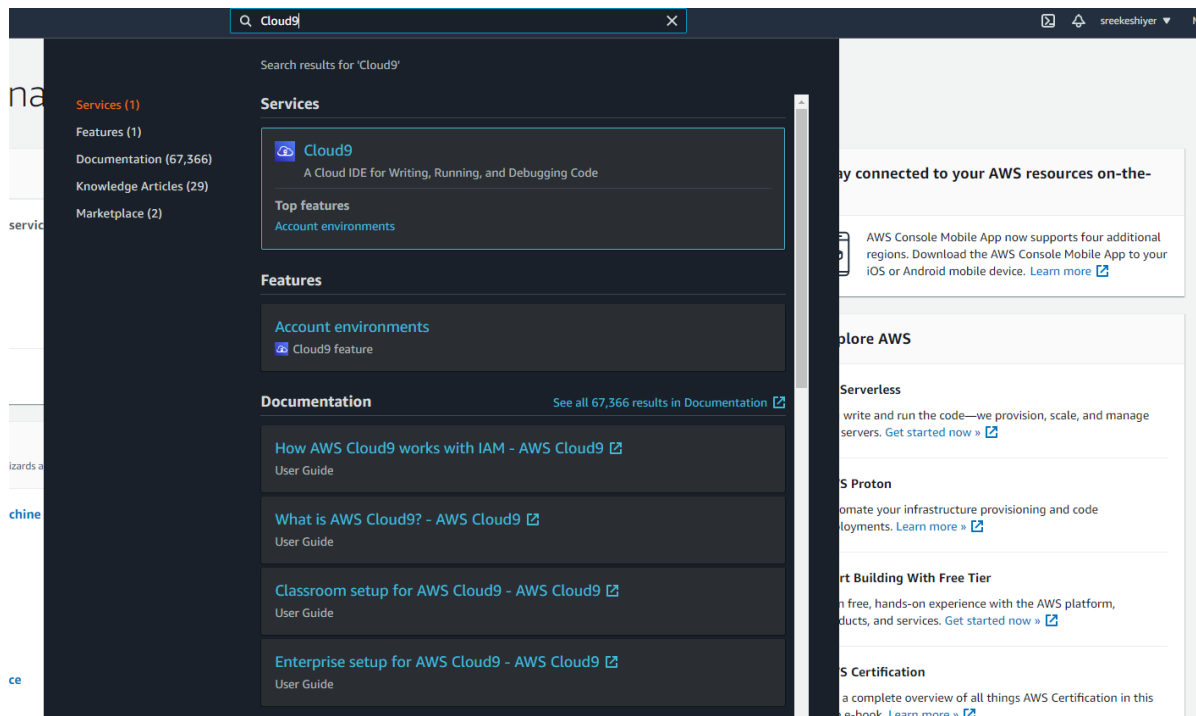 Cloud9
sreekeshiyer
na
Search results for 'Cloud9'
Services (1)
Features (1)
Documentation (67,366)
Knowledge Articles (29)
Marketplace (2)
Services
Cloud9
A Cloud IDE for Writing, Running, and Debugging Code
Top features
Account environments
Features
Account environments
Cloud9 feature
Documentation
See all 67,366 results in Documentation
How AWS Cloud9 works with IAM - AWS Cloud9
User Guide
What is AWS Cloud9? - AWS Cloud9
User Guide
Classroom setup for AWS Cloud9 - AWS Cloud9
User Guide
Enterprise setup for AWS Cloud9 - AWS Cloud9
User Guide
servic
izards a
chine
ce
ay connected to your AWS resources on-the-
AWS Console Mobile App now supports four additional
regions. Download the AWS Console Mobile App to your
iOS or Android mobile device. Learn more
plore AWS
Serverless
write and run the code—we provision, scale, and manage
servers. Get started now »
S Proton
omate your infrastructure provisioning and code
loyments. Learn more »
rt Building With Free Tier
n free, hands-on experience with the AWS platform,
ducts, and services. Get started now »
S Certification
a complete overview of all things AWS Certification in this
e-book. Learn more »